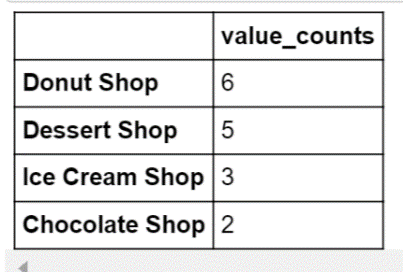 value_counts
Donut Shop 6
Dessert Shop 5
Ice Cream Shop 3
Chocolate Shop 2